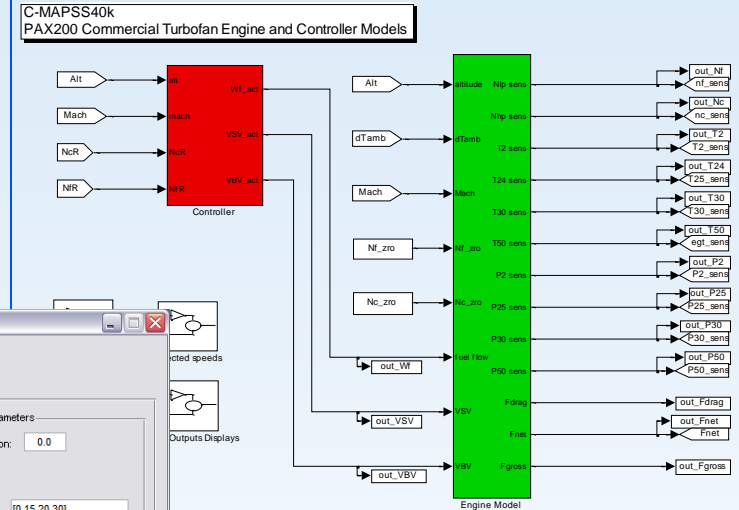 C-MAPSS40k
PAX200 Commercial Turbofan Engine and Controller Models
Alt
Mach
NcR
NfR
alt
mach
NcR
NfR
Wf_act
VSV_act
VBV_act
Controller
Alt
dTamb
Mach
Nf_zro
Nc_zro
altitude
dTamb
Mach
Nf_zro
Nc_zro
fuel flow
VSV
VBV
Nlp sens
Nhp sens
T2 sens
T24 sens
T30 sens
T50 sens
P2 sens
P25 sens
P30 sens
P50 sens
Fdrag
Fnet
Fgross
Engine Model
out_Nf
nf_sens
out_Nc
nc_sens
out_T2
T2_sens
out_T24
T25_sens
out_T30
T30_sens
out_T50
egt_sens
out_P2
P2_sens
out_P25
P25_sens
out_P30
P30_sens
out_P50
P50_sens
out_Fdrag
out_Fnet
Fnet
out_Fgross
out_Wf
out_VSV
out_VBV
ected speeds
Outputs Displays
ameters
on:
0.0
[0 15 20 30]